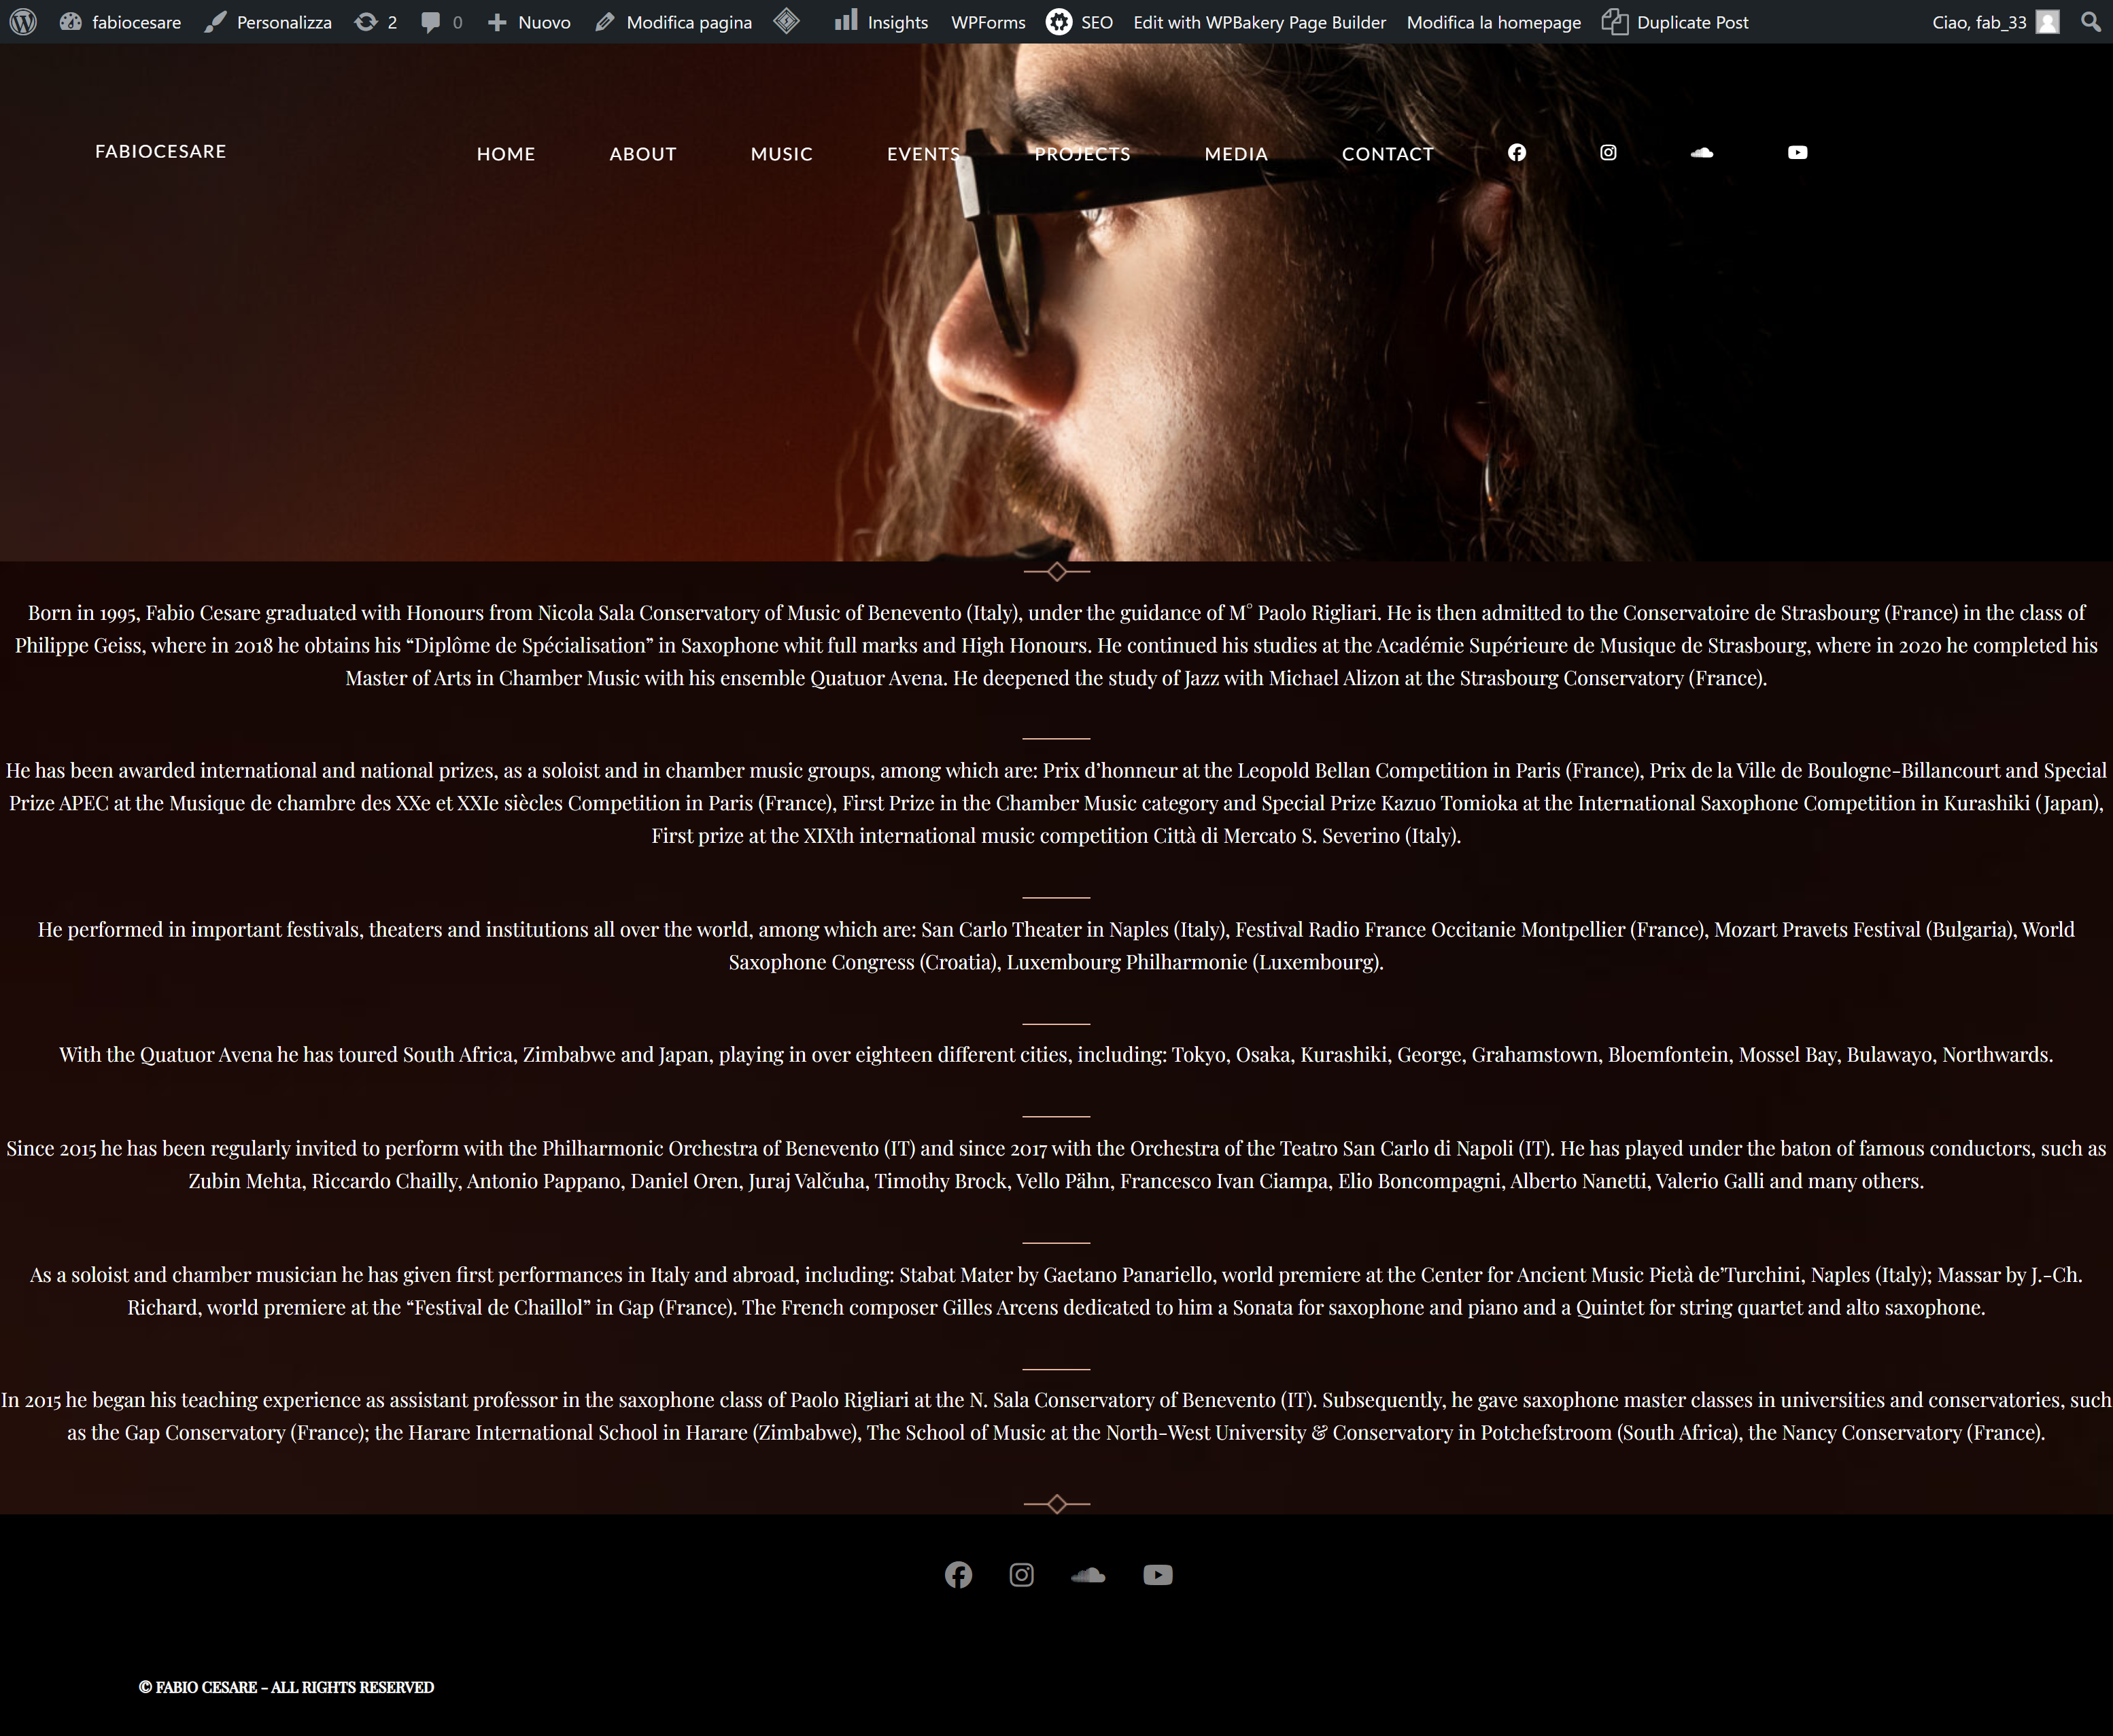 fabiocesare Personalizza 2 0 Nuovo Modifica pagina Insights WPForms SEO Edit with WPBakery Page Builder Modifica la homepage Duplicate Post Ciao, fab_33
FABIOCESARE HOME ABOUT MUSIC EVENTS PROJECTS MEDIA CONTACT
Born in 1995, Fabio Cesare graduated with Honours from Nicola Sala Conservatory of Music of Benevento (Italy), under the guidance of M° Paolo Rigliari. He is then admitted to the Conservatoire de Strasbourg (France) in the class of
Philippe Geiss, where in 2018 he obtains his “Diplôme de Spécialisation” in Saxophone whit full marks and High Honours. He continued his studies at the Académie Supérieure de Musique de Strasbourg, where in 2020 he completed his
Master of Arts in Chamber Music with his ensemble Quatuor Avena. He deepened the study of Jazz with Michael Alizon at the Strasbourg Conservatory (France).
He has been awarded international and national prizes, as a soloist and in chamber music groups, among which are: Prix d’honneur at the Leopold Bellan Competition in Paris (France), Prix de la Ville de Boulogne-Billancourt and Special
Prize APEC at the Musique de chambre des XXe et XXIe siècles Competition in Paris (France), First Prize in the Chamber Music category and Special Prize Kazuo Tomioka at the International Saxophone Competition in Kurashiki (Japan),
First prize at the XIXth international music competition Città di Mercato S. Severino (Italy).
He performed in important festivals, theaters and institutions all over the world, among which are: San Carlo Theater in Naples (Italy), Festival Radio France Occitanie Montpellier (France), Mozart Pravets Festival (Bulgaria), World
Saxophone Congress (Croatia), Luxembourg Philharmonie (Luxembourg).
With the Quatuor Avena he has toured South Africa, Zimbabwe and Japan, playing in over eighteen different cities, including: Tokyo, Osaka, Kurashiki, George, Grahamstown, Bloemfontein, Mossel Bay, Bulawayo, Northwards.
Since 2015 he has been regularly invited to perform with the Philharmonic Orchestra of Benevento (IT) and since 2017 with the Orchestra of the Teatro San Carlo di Napoli (IT). He has played under the baton of famous conductors, such as
Zubin Mehta, Riccardo Chailly, Antonio Pappano, Daniel Oren, Juraj Valčuha, Timothy Brock, Vello Pähn, Francesco Ivan Ciampa, Elio Boncompagni, Alberto Nanetti, Valerio Galli and many others.
As a soloist and chamber musician he has given first performances in Italy and abroad, including: Stabat Mater by Gaetano Panariello, world premiere at the Center for Ancient Music Pietà de’Turchini, Naples (Italy); Massar by J.-Ch.
Richard, world premiere at the “Festival de Chaillol” in Gap (France). The French composer Gilles Arcens dedicated to him a Sonata for saxophone and piano and a Quintet for string quartet and alto saxophone.
In 2015 he began his teaching experience as assistant professor in the saxophone class of Paolo Rigliari at the N. Sala Conservatory of Benevento (IT). Subsequently, he gave saxophone master classes in universities and conservatories, such
as the Gap Conservatory (France); the Harare International School in Harare (Zimbabwe), The School of Music at the North-West University & Conservatory in Potchefstroom (South Africa), the Nancy Conservatory (France).
© FABIO CESARE - ALL RIGHTS RESERVED